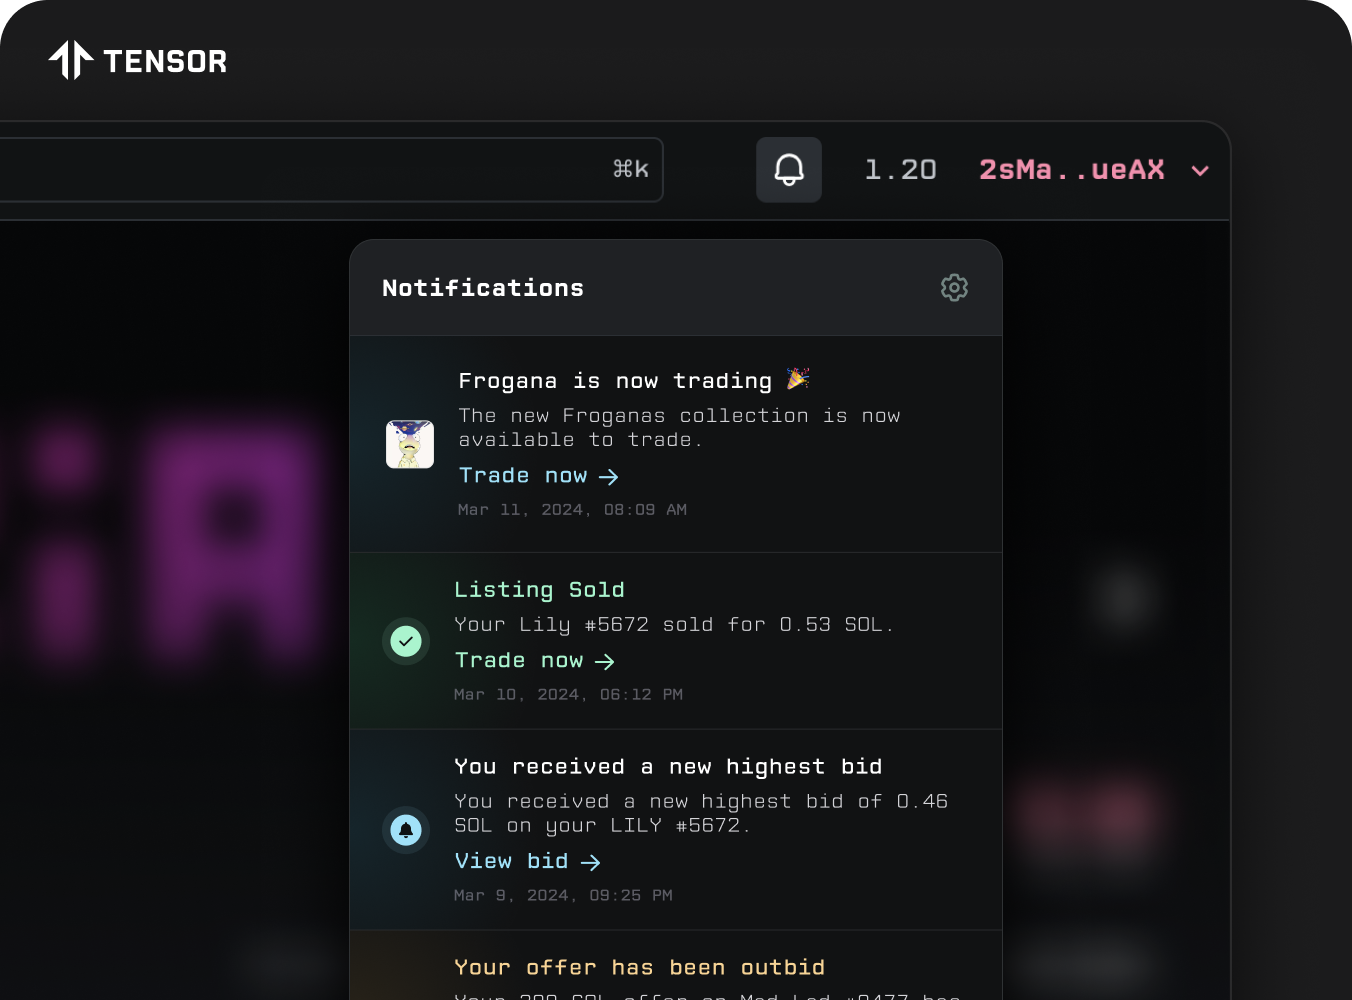 TENSOR
⌘k
1.20
2sMa..ueAX
Notifications
Frogana is now trading 🎉
The new Froganas collection is now
available to trade.
Trade now →
Mar 11, 2024, 08:09 AM
Listing Sold
Your Lily #5672 sold for 0.53 SOL.
Trade now →
Mar 10, 2024, 06:12 PM
You received a new highest bid
You received a new highest bid of 0.46
SOL on your LILY #5672.
View bid →
Mar 9, 2024, 09:25 PM
Your offer has been outbid